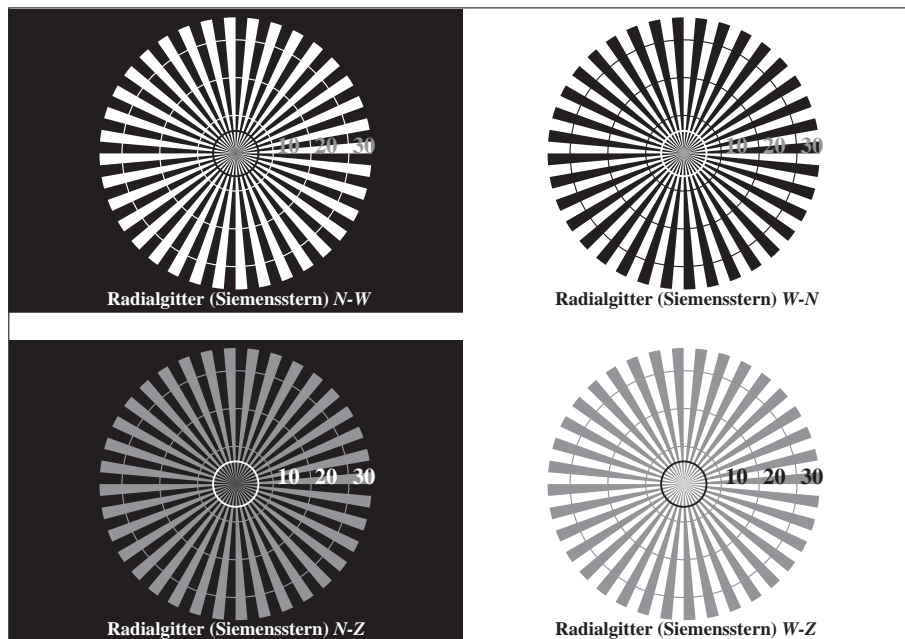 10 20 30
Radialgitter (Siemensstern) N-W
10 20 30
Radialgitter (Siemensstern) W-N
10 20 30
Radialgitter (Siemensstern) N-Z
10 20 30
Radialgitter (Siemensstern) W-Z